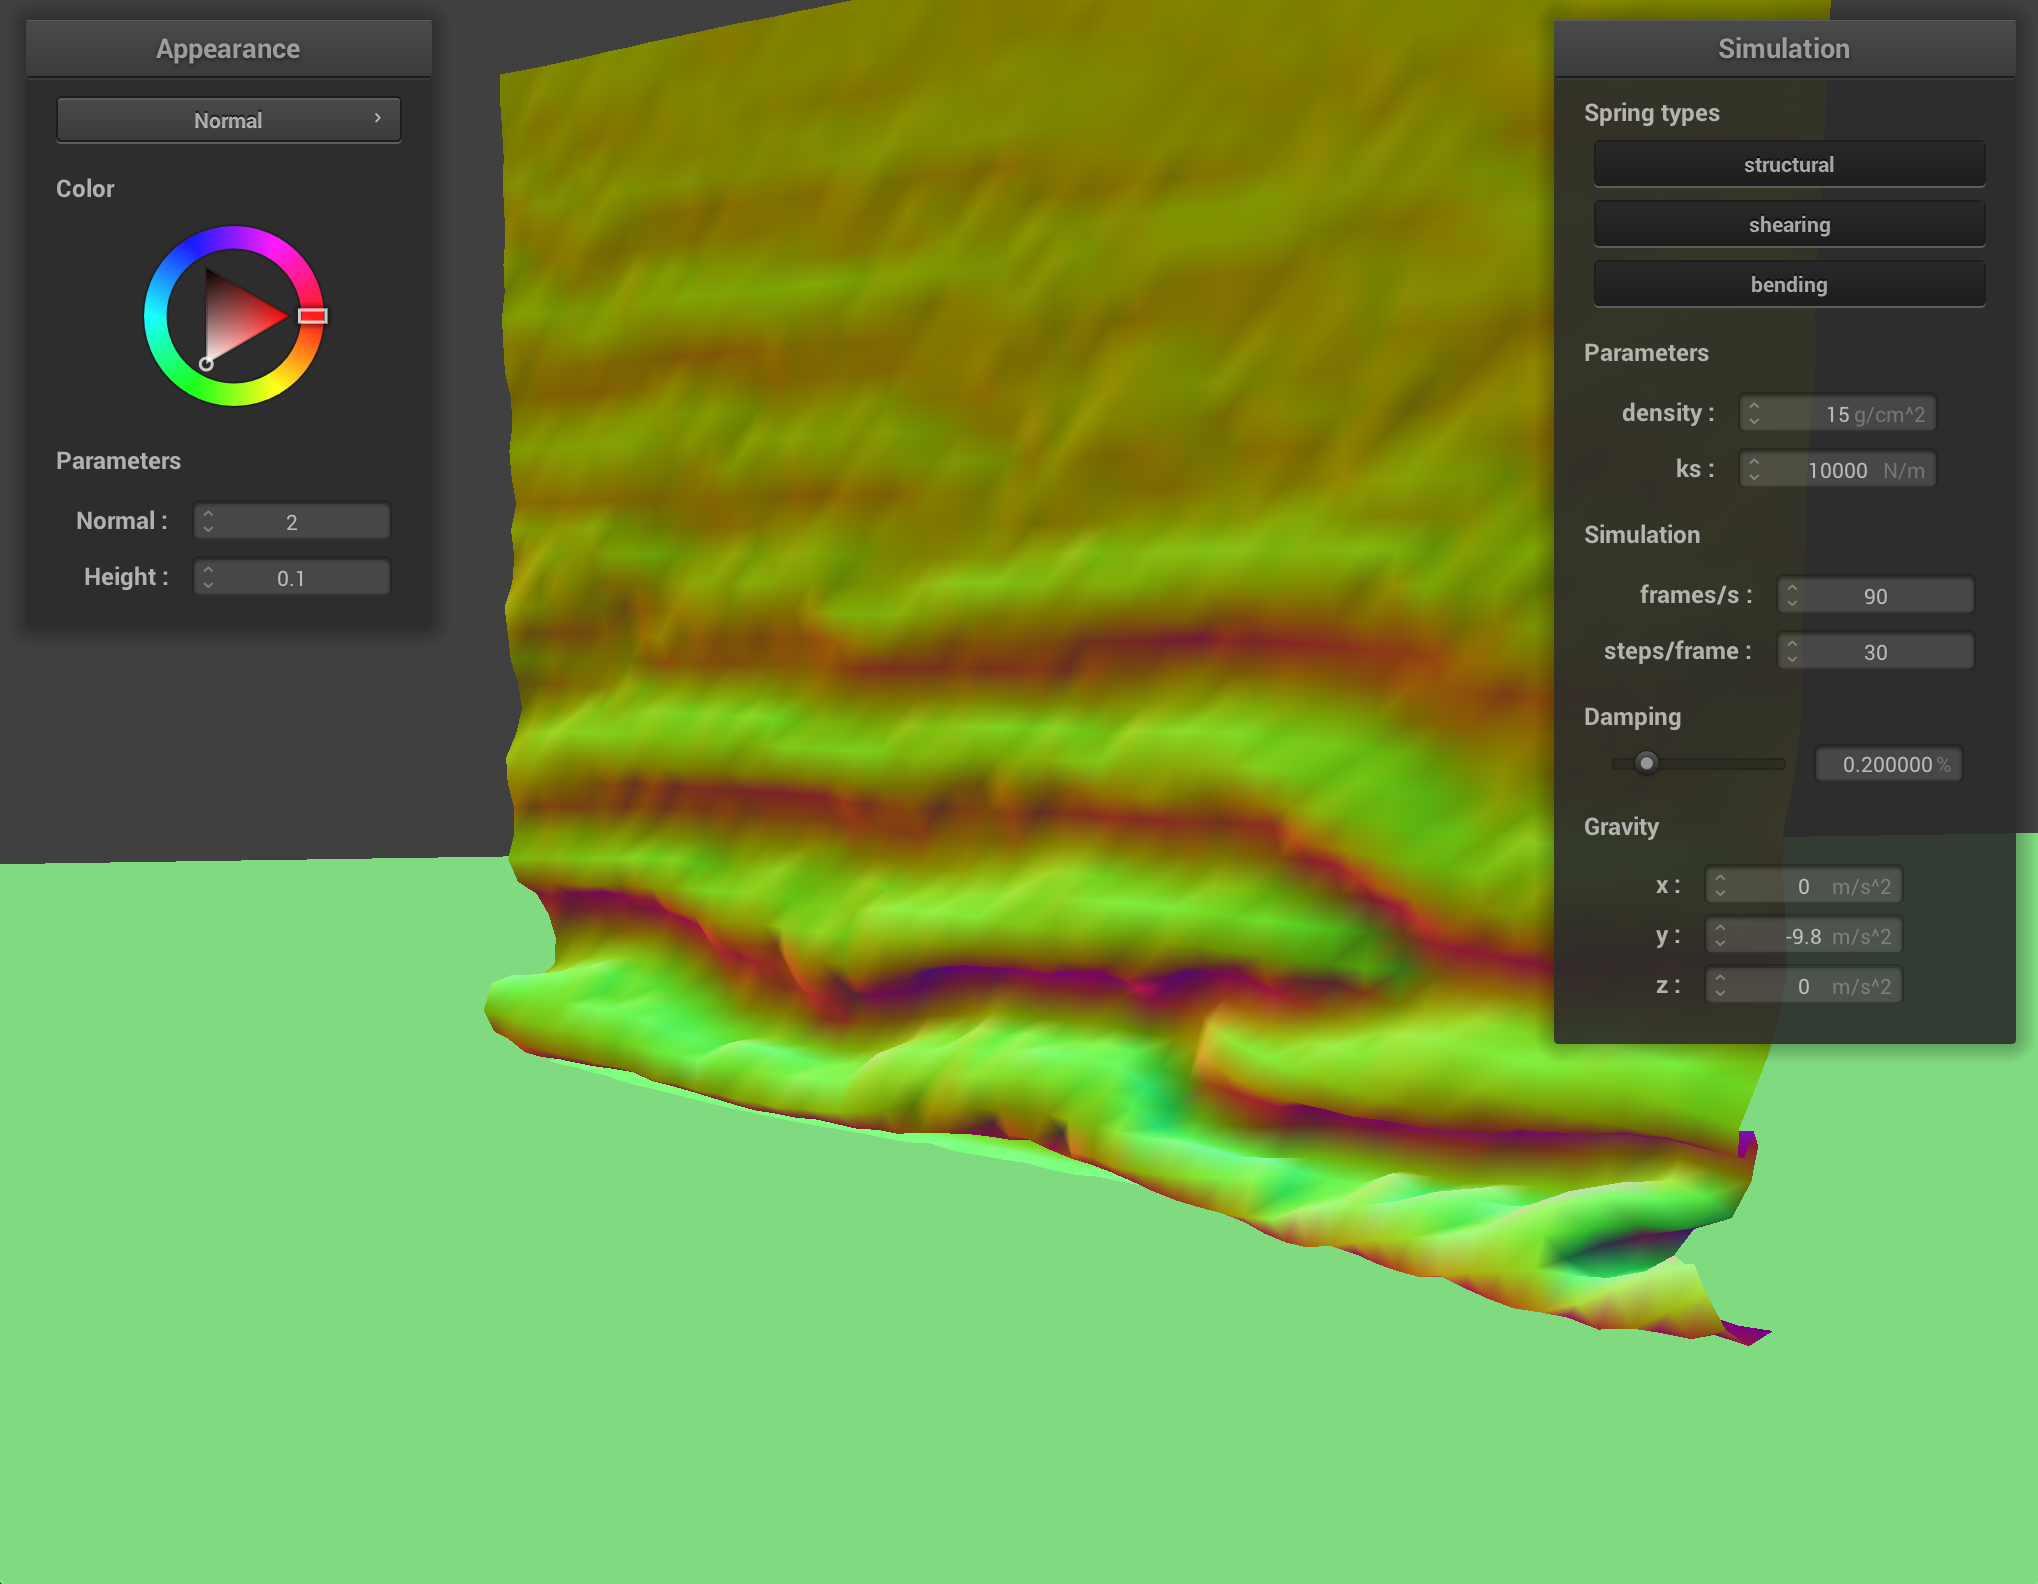 Appearance
Normal
Color
Parameters
Normal : 2
Height : 0.1
Simulation
Spring types
structural
shearing
bending
Parameters
density : 15 g/cm^2
ks : 10000 N/m
Simulation
frames/s : 90
steps/frame : 30
Damping
0.200000 %
Gravity
x : 0 m/s^2
y : -9.8 m/s^2
z : 0 m/s^2